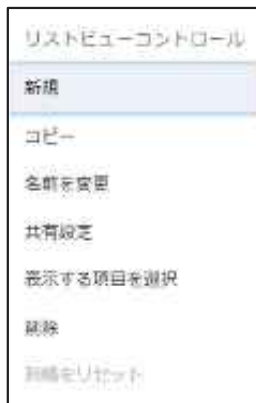 リストビューコントロール
新規
コピー
名前を変更
共有設定
表示する項目を選択
削除
列幅をリセット